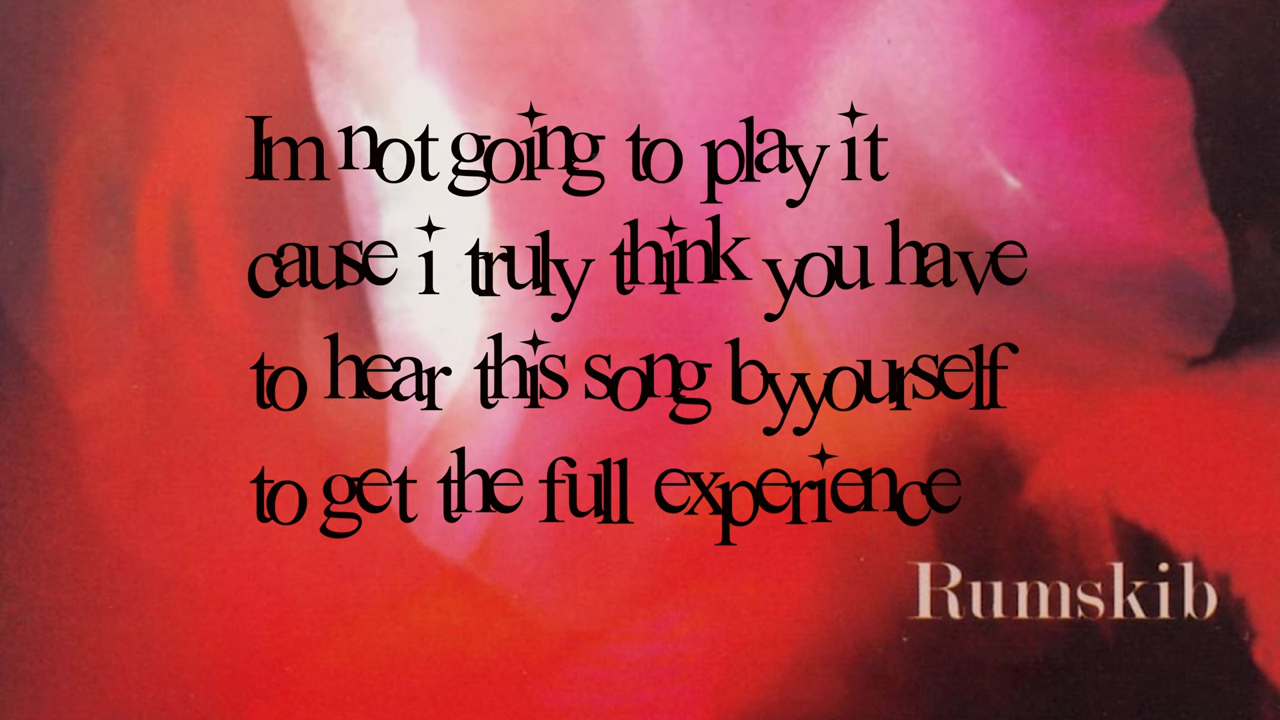 Im not going to play it
cause i truly think you have
to hear this song byyourself
to get the full experience
Rumskib